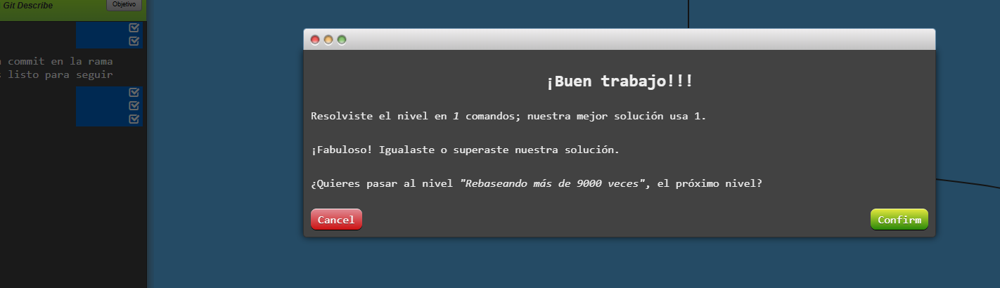 Git Describe
Objetivo
commit en la rama
listo para seguir
¡Buen trabajo!!!
Resolviste el nivel en 1 comandos; nuestra mejor solución usa 1.
¡Fabuloso! Igualaste o superaste nuestra solución.
¿Quieres pasar al nivel "Rebaseando más de 9000 veces", el próximo nivel?
Cancel
Confirm